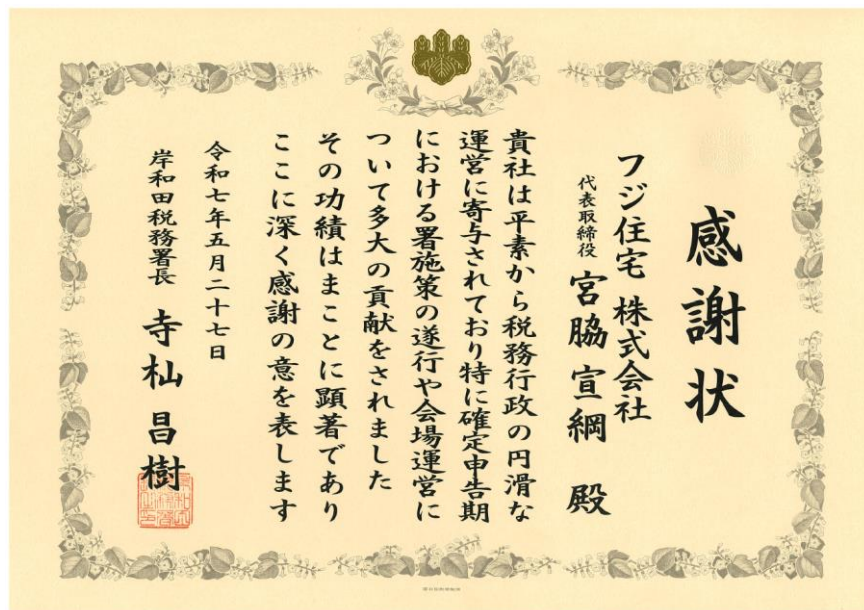 感謝状
フジ住宅 株式会社
代表取締役 宮脇 宣綱 殿
貴社は平素から税務行政の円滑な
運営に寄与されており特に確定申告期
における署施策の遂行や会場運営に
ついて多大の貢献をされました
その功績はまことに顕著であり
ここに深く感謝の意を表します
令和七年五月二十七日
岸和田税務署長 寺杣 昌樹